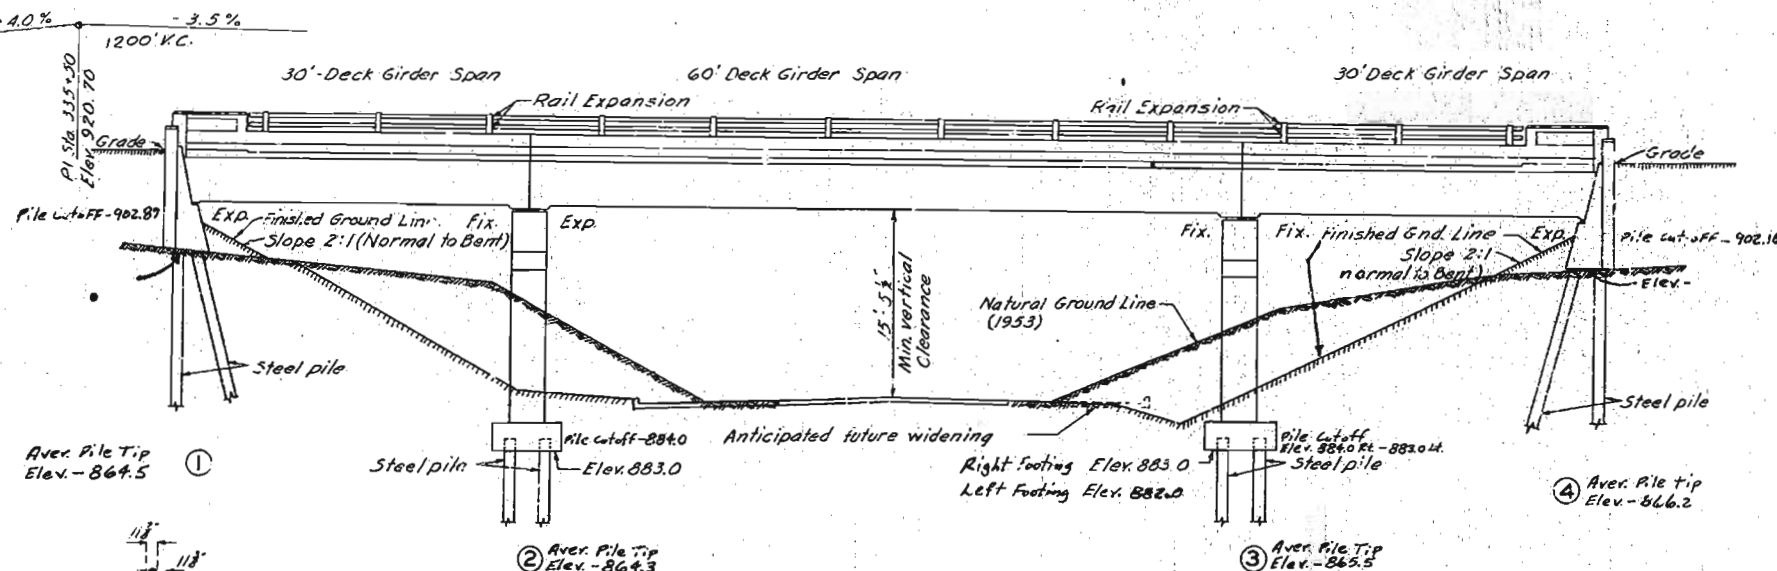 4.0%
- 3.5%
1200' V.C.
PI Sta. 335+50
Elev. 920.70
30'-Deck Girder Span
60' Deck Girder Span
30' Deck Girder Span
Rail Expansion
Rail Expansion
Grade
Grade
Pile cutoff-902.87
Exp.
Finished Ground Line
Slope 2:1 (Normal to Bent)
Fix.
Exp.
Fix.
Fix.
Finished Gnd. Line
Exp.
Slope 2:1
normal to Bent)
Pile cut-off-902.16
Elev.-
15'-5½"
Min. vertical
Clearance
Natural Ground Line
(1953)
Steel pile
Steel pile
Anticipated future widening
Pile cutoff-884.0
Steel pile
Elev. 883.0
Pile Cutoff
Elev. 884.0 Rt - 883.0 Lt.
Steel pile
Right Footing Elev. 883.0
Left Footing Elev. 882.0
Aver. Pile Tip
Elev.-864.5
1
2
Aver. Pile Tip
Elev.-864.3
3
Aver. Pile Tip
Elev.-865.5
4
Aver. Pile tip
Elev.-866.2